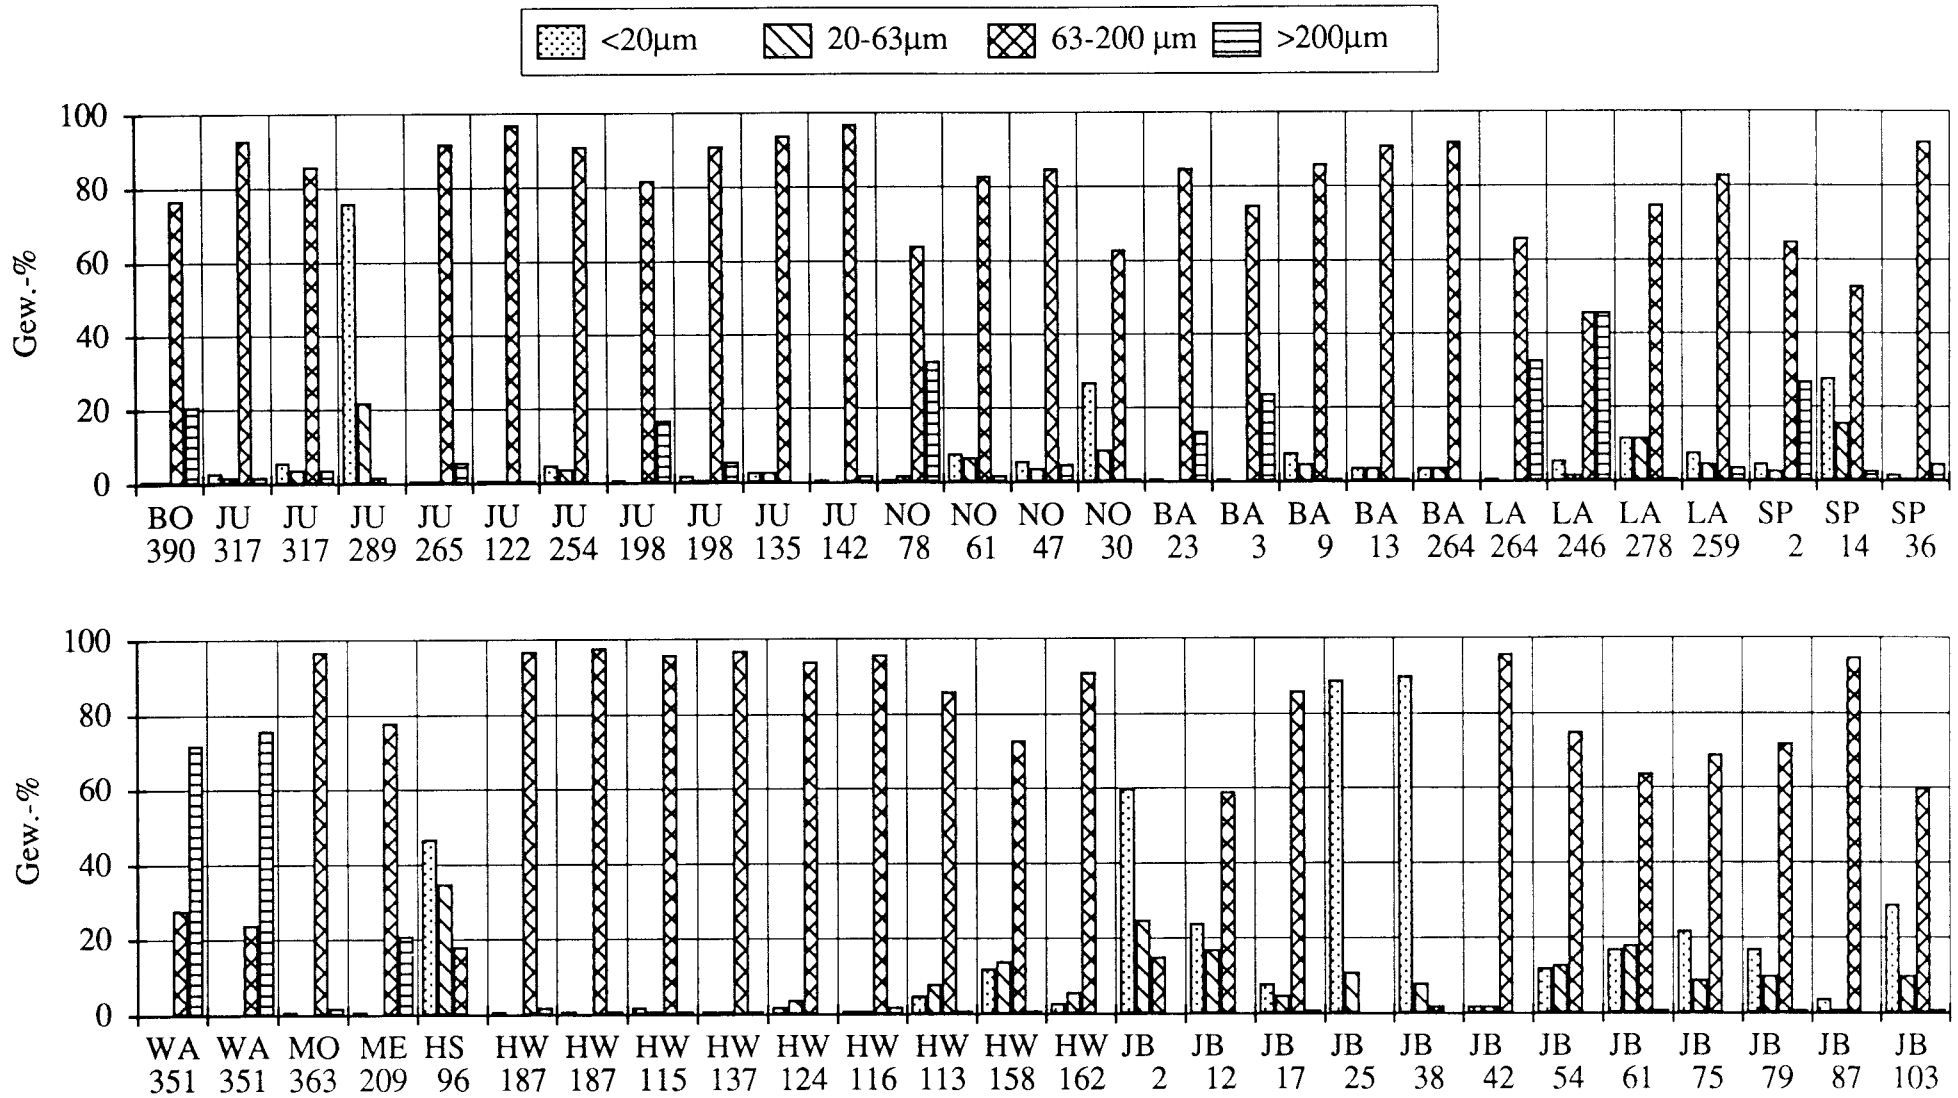 <20µm 20-63µm 63-200 µm >200µm
100
80
60
40
20
0
Gew.-%
BO JU JU JU JU JU JU JU JU JU JU NO NO NO NO BA BA BA BA BA LA LA LA LA SP SP SP
390 317 317 289 265 122 254 198 198 135 142 78 61 47 30 23 3 9 13 264 264 246 278 259 2 14 36
100
80
60
40
20
0
Gew.-%
WA WA MO ME HS HW HW HW HW HW HW HW HW HW JB JB JB JB JB JB JB JB JB JB JB JB
351 351 363 209 96 187 187 115 137 124 116 113 158 162 2 12 17 25 38 42 54 61 75 79 87 103